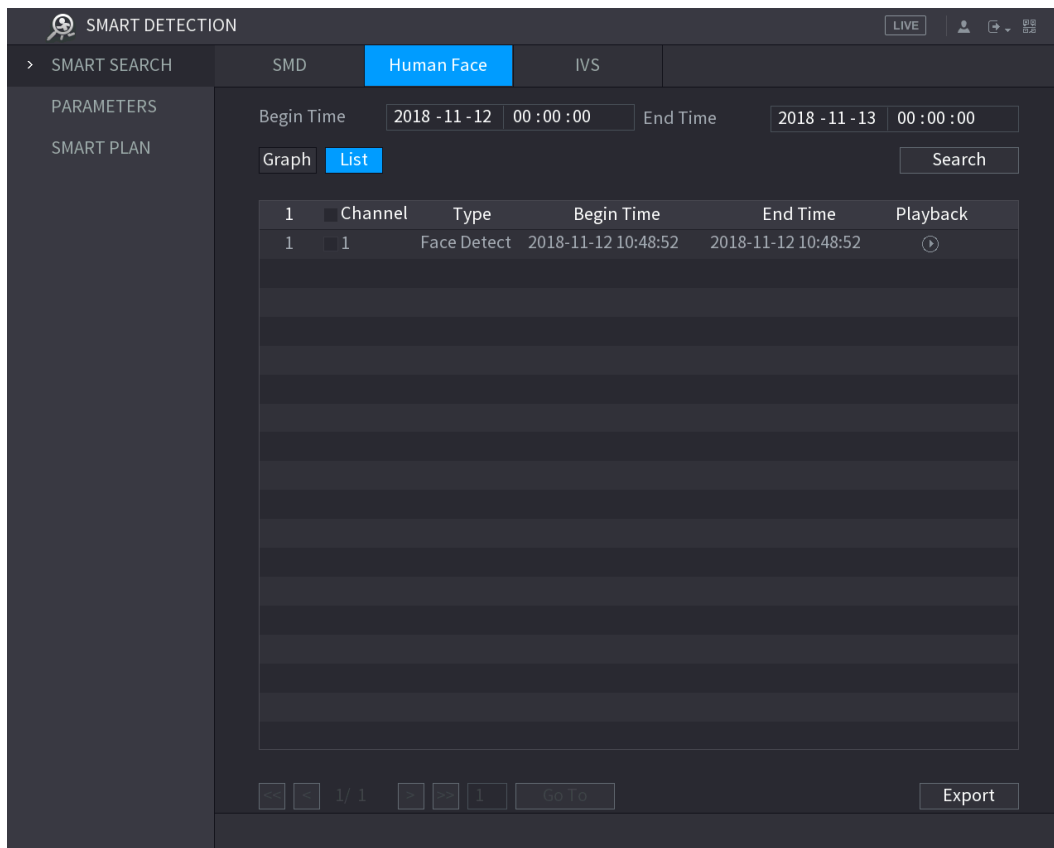 SMART DETECTION LIVE
SMART SEARCH SMD Human Face IVS
PARAMETERS
SMART PLAN
Begin Time 2018 -11 -12 00 :00 :00 End Time 2018 -11 -13 00 :00 :00
Graph List Search
1 Channel Type Begin Time End Time Playback
1 1 Face Detect 2018-11-12 10:48:52 2018-11-12 10:48:52
<< < 1/ 1 > >> 1 Go To Export